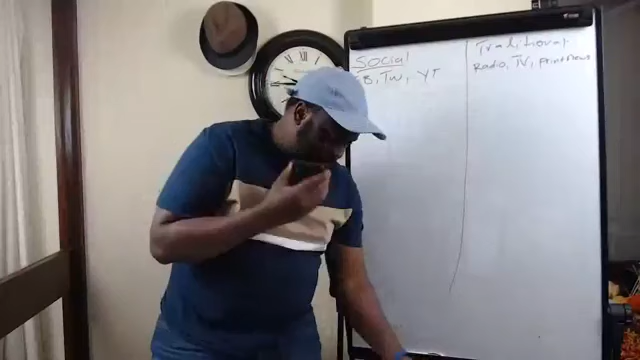 Social
FB, TW, YT
Traditional
Radio, TV, Print News